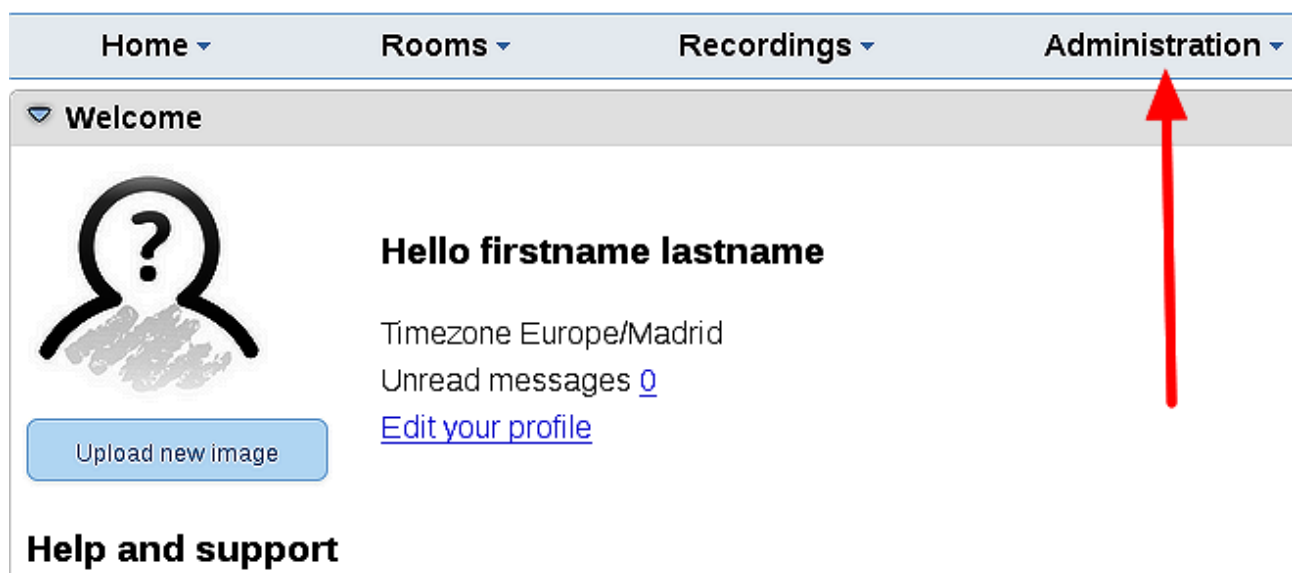 Home Rooms Recordings Administration
Welcome
?
Hello firstname lastname
Timezone Europe/Madrid
Unread messages 0
Edit your profile
Upload new image
Help and support